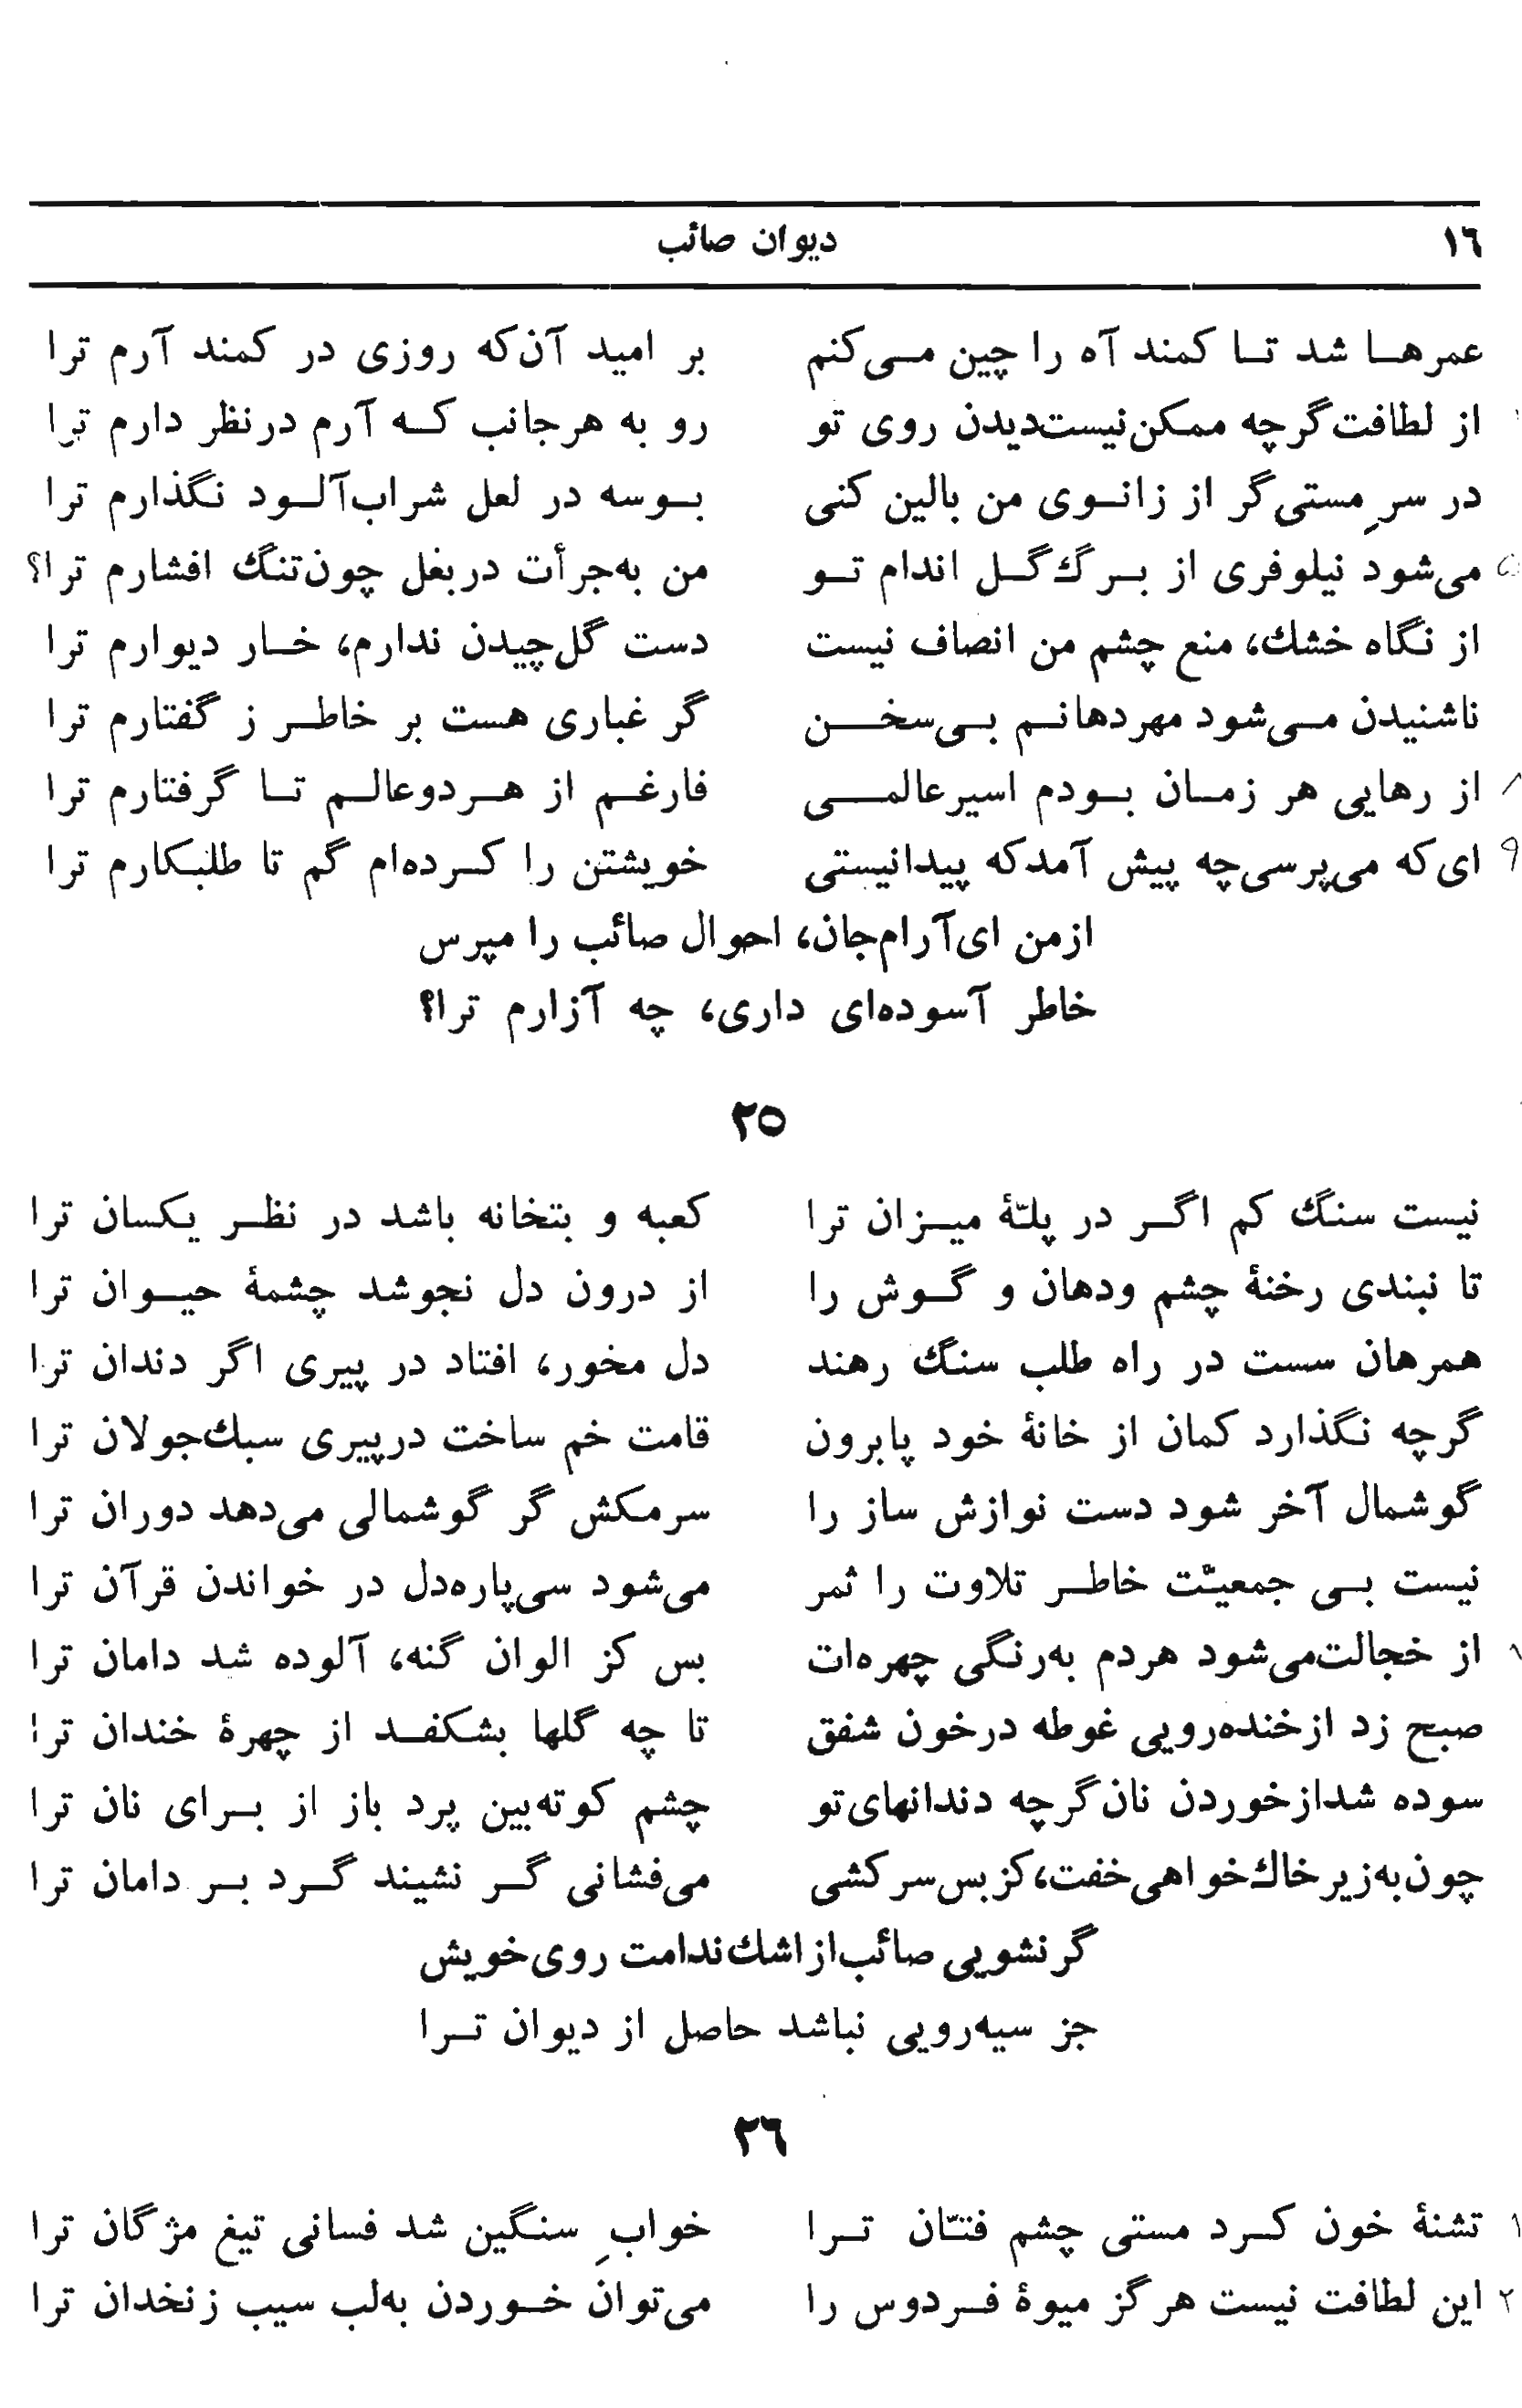 ١٦ دیوان صائب
عمرها شد تا کمند آه را چین می‌کنم بر امید آن‌که روزی در کمند آرم ترا
از لطافت گرچه ممکن نیست دیدن روی تو رو به هرجانب که آرم درنظر دارم ترا
در سرِ مستی گر از زانوی من بالین کنی بوسه در لعل شراب‌آلود نگذارم ترا
می‌شود نیلوفری از برگ گل اندام تو من به‌جرأت دربغل چون تنگ افشارم ترا؟
از نگاه خشك، منع چشم من انصاف نیست دست گل‌چیدن ندارم، خار دیوارم ترا
ناشنیدن می‌شود مهردهانم بی‌سخن گر غباری هست بر خاطر ز گفتارم ترا
٨ از رهایی هر زمان بودم اسیرعالمی فارغم از هردوعالم تا گرفتارم ترا
٩ ای‌که می‌پرسی‌چه پیش آمدکه پیدانیستی خویشتن را کرده‌ام گم تا طلبکارم ترا
ازمن ای‌آرام‌جان، احوال صائب را مپرس
خاطر آسوده‌ای داری، چه آزارم ترا؟
٢٥
نیست سنگ کم اگر در پلّهٔ میزان ترا کعبه و بتخانه باشد در نظر یکسان ترا
تا نبندی رخنهٔ چشم ودهان و گوش را از درون دل نجوشد چشمهٔ حیوان ترا
همرهان سست در راه طلب سنگ رهند دل مخور، افتاد در پیری اگر دندان ترا
گرچه نگذارد کمان از خانهٔ خود پابرون قامت خم ساخت درپیری سبك‌جولان ترا
گوشمال آخر شود دست نوازش ساز را سرمکش گر گوشمالی می‌دهد دوران ترا
نیست بی جمعیّت خاطر تلاوت را ثمر می‌شود سی‌پاره‌دل در خواندن قرآن ترا
از خجالت‌می‌شود هردم به‌رنگی چهره‌ات بس کز الوان گنه، آلوده شد دامان ترا
صبح زد ازخنده‌رویی غوطه درخون شفق تا چه گلها بشکفد از چهرهٔ خندان ترا
سوده شدازخوردن نان‌گرچه دندانهای‌تو چشم کوته‌بین پرد باز از برای نان ترا
چون‌به‌زیرخاك‌خواهی‌خفت،کزبس‌سرکشی می‌فشانی گر نشیند گرد بر دامان ترا
گرنشویی صائب‌ازاشك‌ندامت روی‌خویش
جز سیه‌رویی نباشد حاصل از دیوان ترا
٢٦
١ تشنهٔ خون کرد مستی چشم فتّان ترا خوابِ سنگین شد فسانی تیغ مژگان ترا
٢ این لطافت نیست هرگز میوهٔ فردوس را می‌توان خوردن به‌لب سیب زنخدان ترا